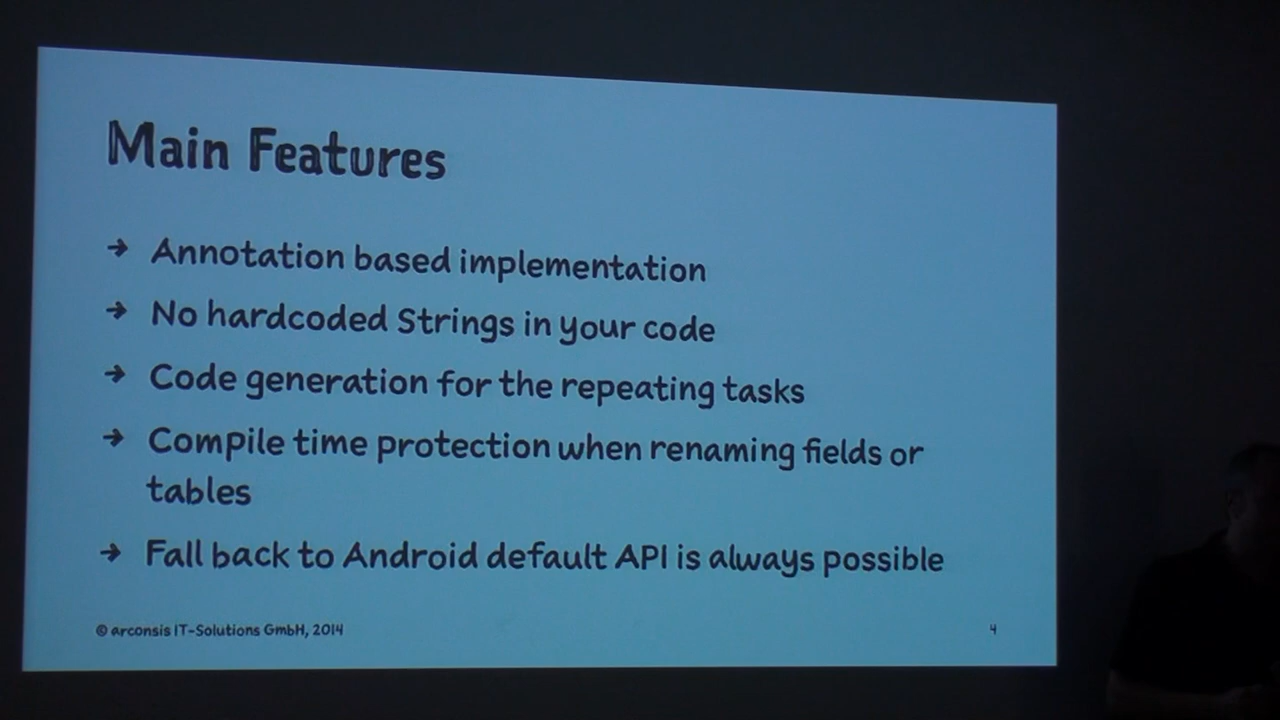 Main Features
→ Annotation based implementation
→ No hardcoded Strings in your code
→ Code generation for the repeating tasks
→ Compile time protection when renaming fields or
tables
→ Fall back to Android default API is always possible
© arconsis IT-Solutions GmbH, 2014
4